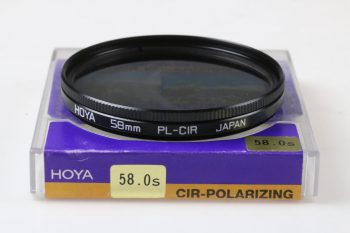 HOYA 58mm PL-CIR JAPAN
58.0s
HOYA
58.0s
CIR-POLARIZING